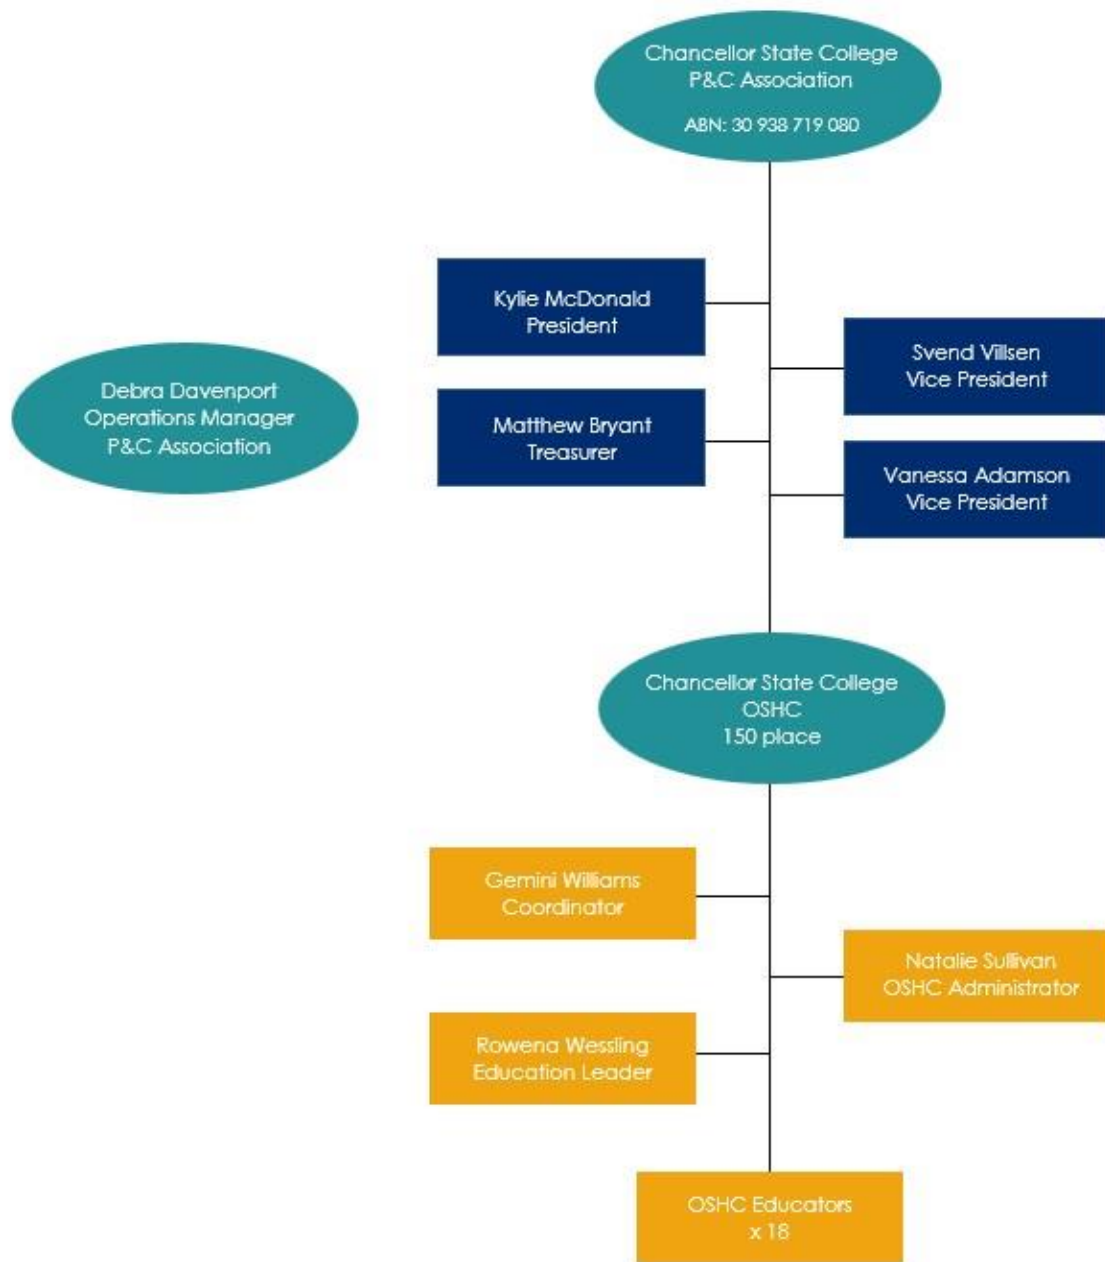 Chancellor State College
P&C Association
ABN: 30 938 719 080
Kylie McDonald
President
Svend Villsen
Vice President
Debra Davenport
Operations Manager
P&C Association
Matthew Bryant
Treasurer
Vanessa Adamson
Vice President
Chancellor State College
OSHC
150 place
Gemini Williams
Coordinator
Natalie Sullivan
OSHC Administrator
Rowena Wessling
Education Leader
OSHC Educators
x 18